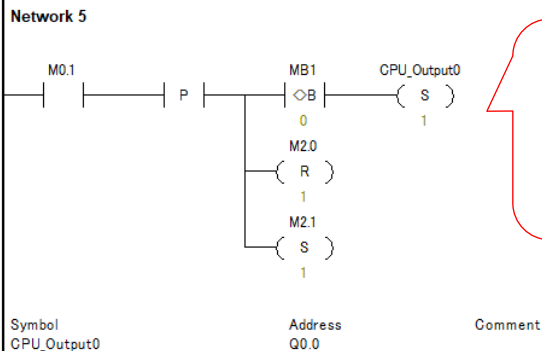 Network 5
M0.1 MB1 CPU_Output0
P <>B S
0 1
M2.0
R
1
M2.1
S
1
Symbol Address Comment
CPU_Output0 Q0.0